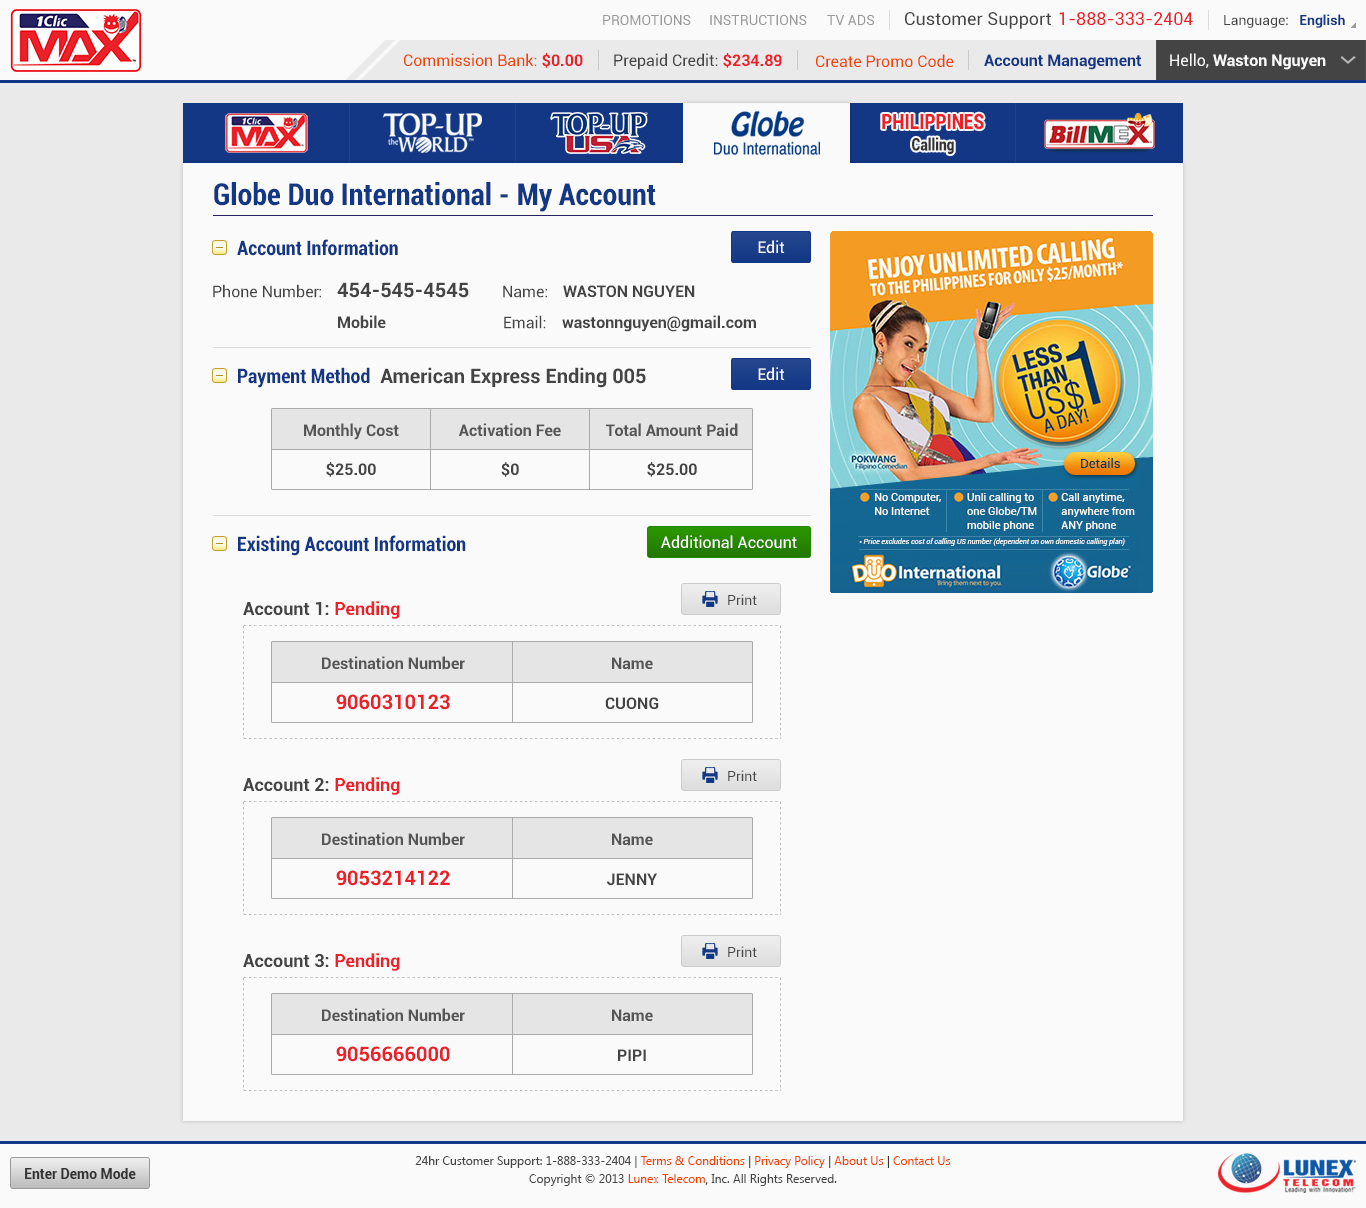 1Clic
MAX
PROMOTIONS INSTRUCTIONS TV ADS Customer Support 1-888-333-2404 Language: English
Commission Bank: $0.00 Prepaid Credit: $234.89 Create Promo Code Account Management Hello, Waston Nguyen
1Clic MAX
TOP-UP the WORLD
TOP-UP USA
Globe Duo International
PHILIPPINES Calling
BillMEX
Globe Duo International - My Account
Account Information Edit
Phone Number: 454-545-4545 Name: WASTON NGUYEN
Mobile Email: wastonnguyen@gmail.com
Payment Method American Express Ending 005 Edit
Monthly Cost Activation Fee Total Amount Paid
$25.00 $0 $25.00
Existing Account Information Additional Account
Account 1: Pending Print
Destination Number Name
9060310123 CUONG
Account 2: Pending Print
Destination Number Name
9053214122 JENNY
Account 3: Pending Print
Destination Number Name
9056666000 PIPI
ENJOY UNLIMITED CALLING
TO THE PHILIPPINES FOR ONLY $25/MONTH*
LESS
THAN
US$1
A DAY!
POKWANG
Filipino Comedian
Details
No Computer,
No Internet
Unli calling to
one Globe/TM
mobile phone
Call anytime,
anywhere from
ANY phone
• Price excludes cost of calling US number (dependent on own domestic calling plan)
DUO International
Bring them next to you.
Globe
Enter Demo Mode
24hr Customer Support: 1-888-333-2404 | Terms & Conditions | Privacy Policy | About Us | Contact Us
Copyright © 2013 Lunex Telecom, Inc. All Rights Reserved.
LUNEX
TELECOM
Leading with Innovation!